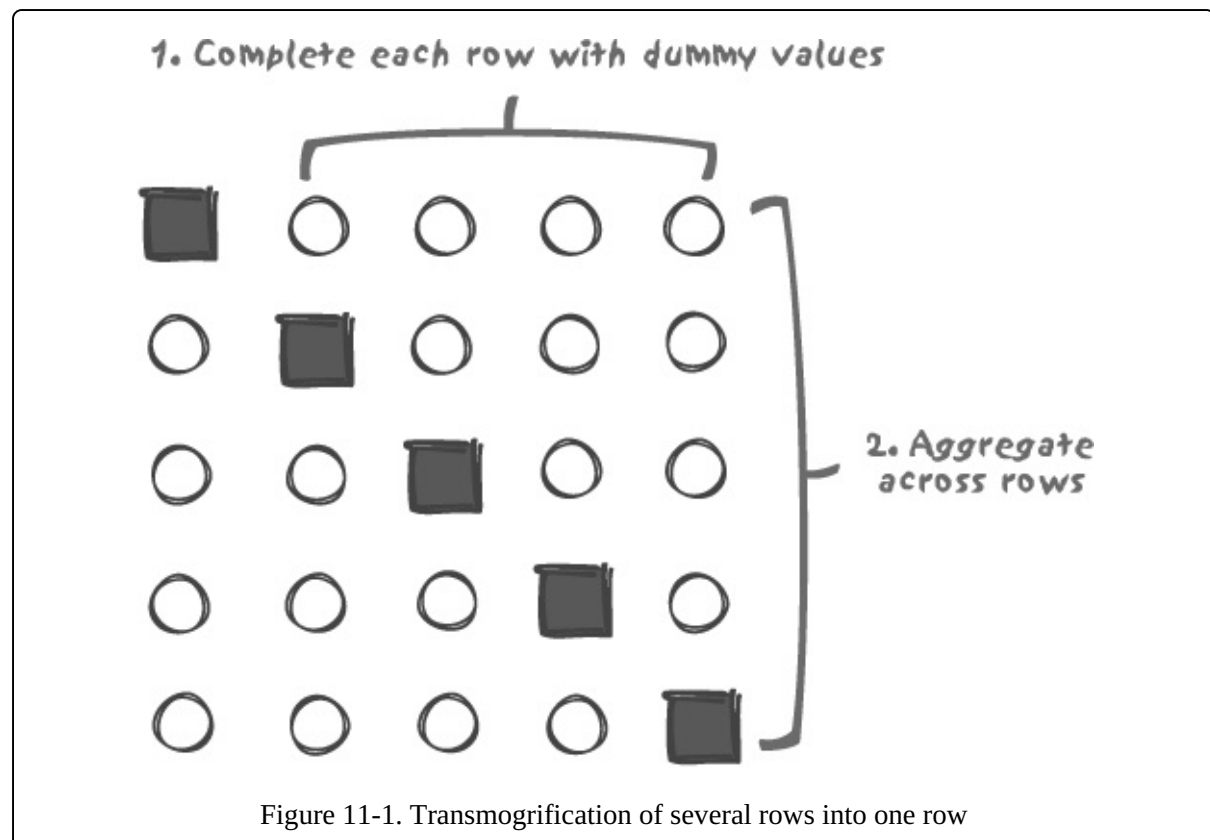 1. Complete each row with dummy values
2. Aggregate
across rows
Figure 11-1. Transmogrification of several rows into one row